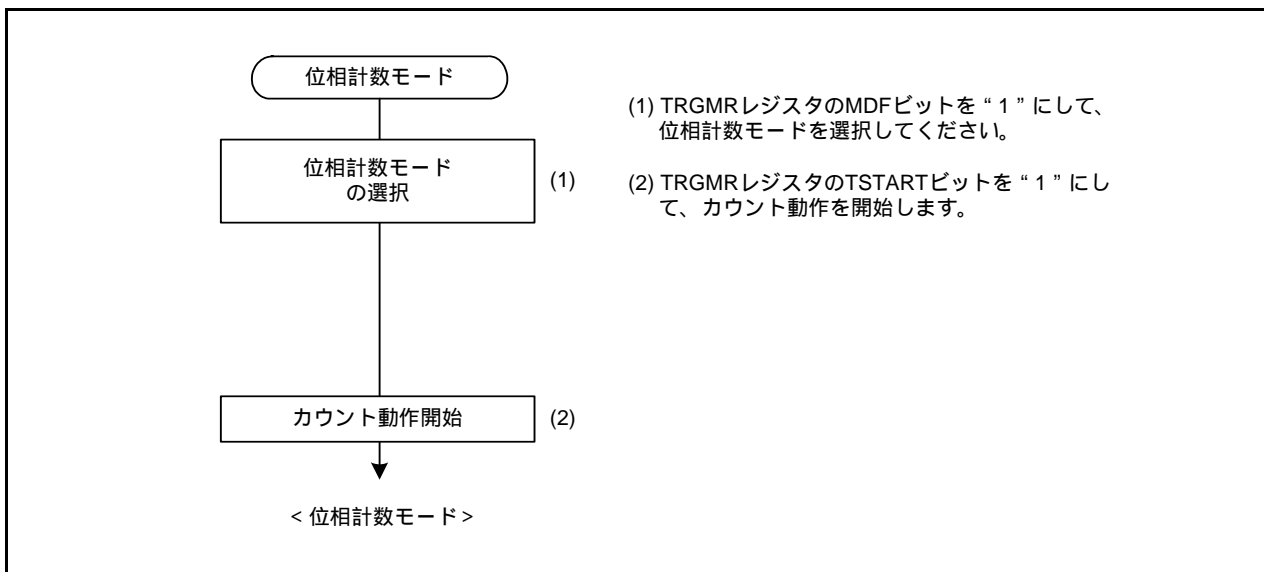 位相計数モード
位相計数モード
の選択
(1)
カウント動作開始
(2)
< 位相計数モード >
(1) TRGMRレジスタのMDFビットを “ 1 ” にして、
位相計数モードを選択してください。
(2) TRGMRレジスタのTSTARTビットを “ 1 ” にし
て、カウント動作を開始します。